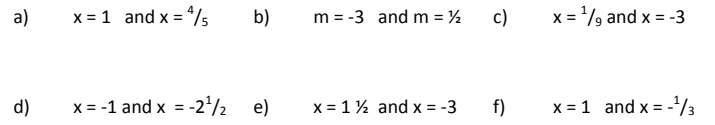 a) x = 1 and x = ⁴/₅ b) m = -3 and m = ½ c) x = ¹/₉ and x = -3
d) x = -1 and x = -2¹/₂ e) x = 1 ½ and x = -3 f) x = 1 and x = -¹/₃